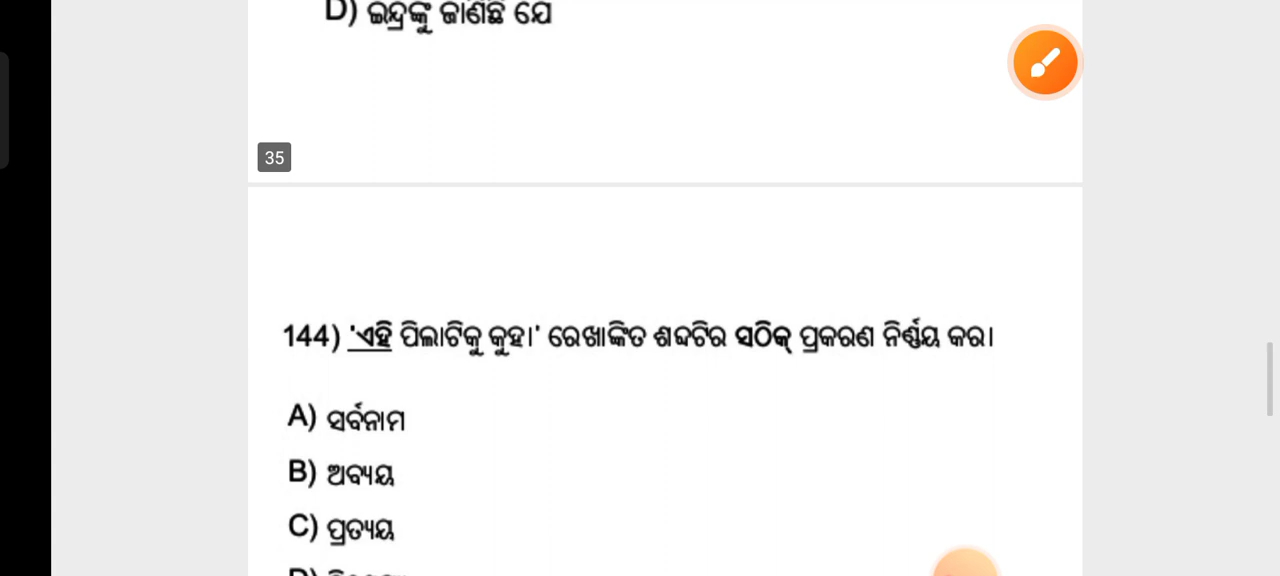 D) ଇନ୍ଦ୍ରଙ୍କୁ ଜାଣିଛି ଯେ
35
144) 'ଏହି ପିଲାଟିକୁ କୁହ।' ରେଖାଙ୍କିତ ଶବ୍ଦଟିର ସଠିକ୍ ପ୍ରକରଣ ନିର୍ଣ୍ଣୟ କର।
A) ସର୍ବନାମ
B) ଅବ୍ୟୟ
C) ପ୍ରତ୍ୟୟ
D)